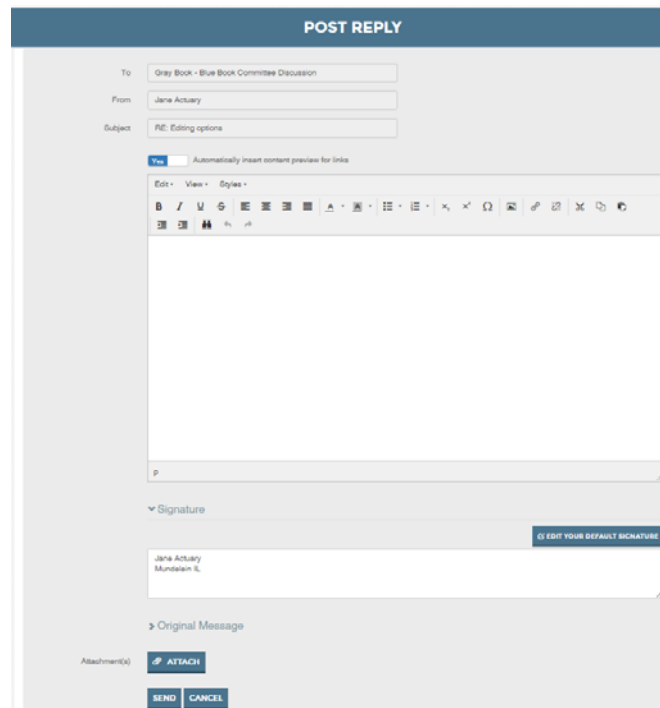 POST REPLY
To Gray Book - Blue Book Committee Discussion
From Jane Actuary
Subject RE: Editing options
Yes Automatically insert content preview for links
Edit View Styles
B I U S A A Ω
p
Signature
EDIT YOUR DEFAULT SIGNATURE
Jane Actuary
Mundelein IL
Original Message
Attachment(s) ATTACH
SEND CANCEL